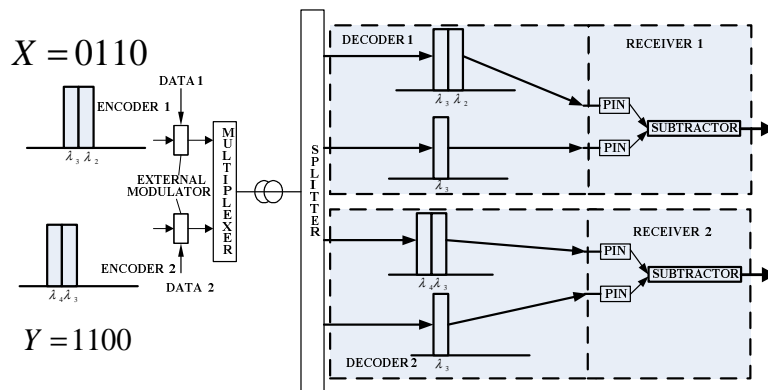 X = 0110
ENCODER 1
λ3 λ2
DATA 1
EXTERNAL
MODULATOR
λ4 λ3
ENCODER 2
DATA 2
Y = 1100
MULTIPLEXER
SPLITTER
DECODER 1
λ3 λ2
λ3
RECEIVER 1
PIN
PIN
SUBTRACTOR
λ4 λ3
λ3
DECODER 2
RECEIVER 2
PIN
PIN
SUBTRACTOR